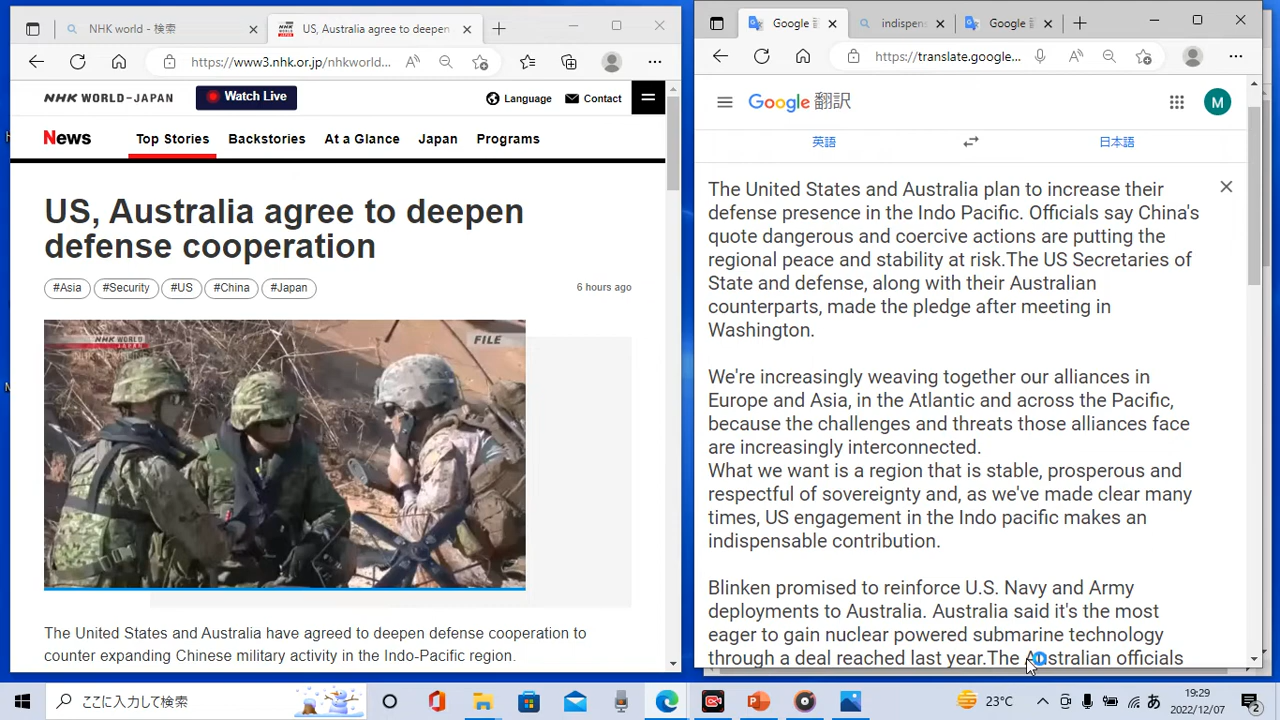 NHK world - 検索
US, Australia agree to deepen
https://www3.nhk.or.jp/nhkworld...
NHK WORLD-JAPAN
Watch Live
Language
Contact
News
Top Stories
Backstories
At a Glance
Japan
Programs
US, Australia agree to deepen
defense cooperation
#Asia
#Security
#US
#China
#Japan
6 hours ago
NHK WORLD
JAPAN
FILE
The United States and Australia have agreed to deepen defense cooperation to
counter expanding Chinese military activity in the Indo-Pacific region.
Google
indispens
Google
https://translate.google...
Google 翻訳
M
英語
日本語
The United States and Australia plan to increase their
defense presence in the Indo Pacific. Officials say China's
quote dangerous and coercive actions are putting the
regional peace and stability at risk.The US Secretaries of
State and defense, along with their Australian
counterparts, made the pledge after meeting in
Washington.
We're increasingly weaving together our alliances in
Europe and Asia, in the Atlantic and across the Pacific,
because the challenges and threats those alliances face
are increasingly interconnected.
What we want is a region that is stable, prosperous and
respectful of sovereignty and, as we've made clear many
times, US engagement in the Indo pacific makes an
indispensable contribution.
Blinken promised to reinforce U.S. Navy and Army
deployments to Australia. Australia said it's the most
eager to gain nuclear powered submarine technology
through a deal reached last year.The Australian officials
ここに入力して検索
23°C
あ
19:29
2022/12/07
2